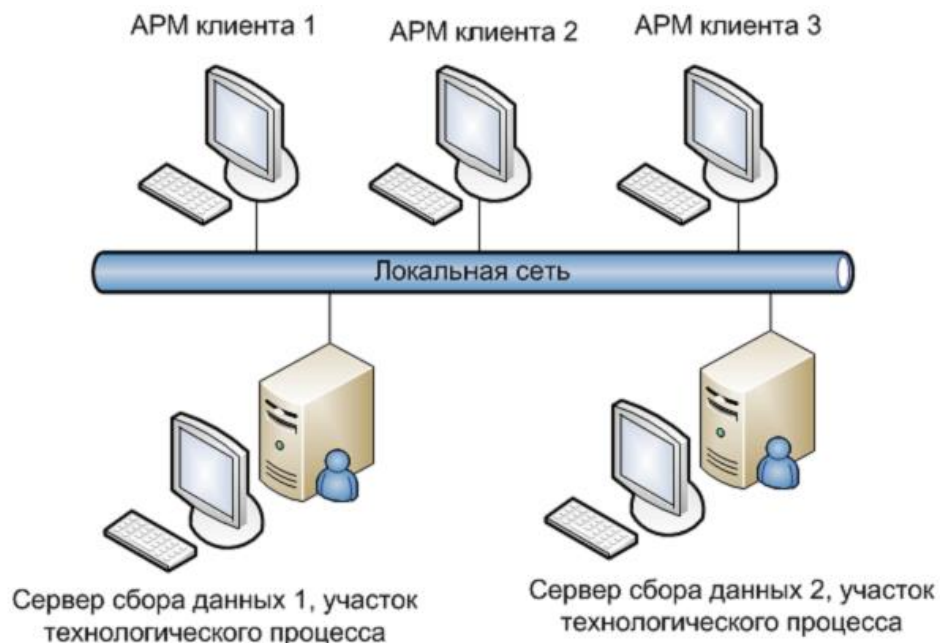 АРМ клиента 1
АРМ клиента 2
АРМ клиента 3
Локальная сеть
Сервер сбора данных 1, участок
технологического процесса
Сервер сбора данных 2, участок
технологического процесса